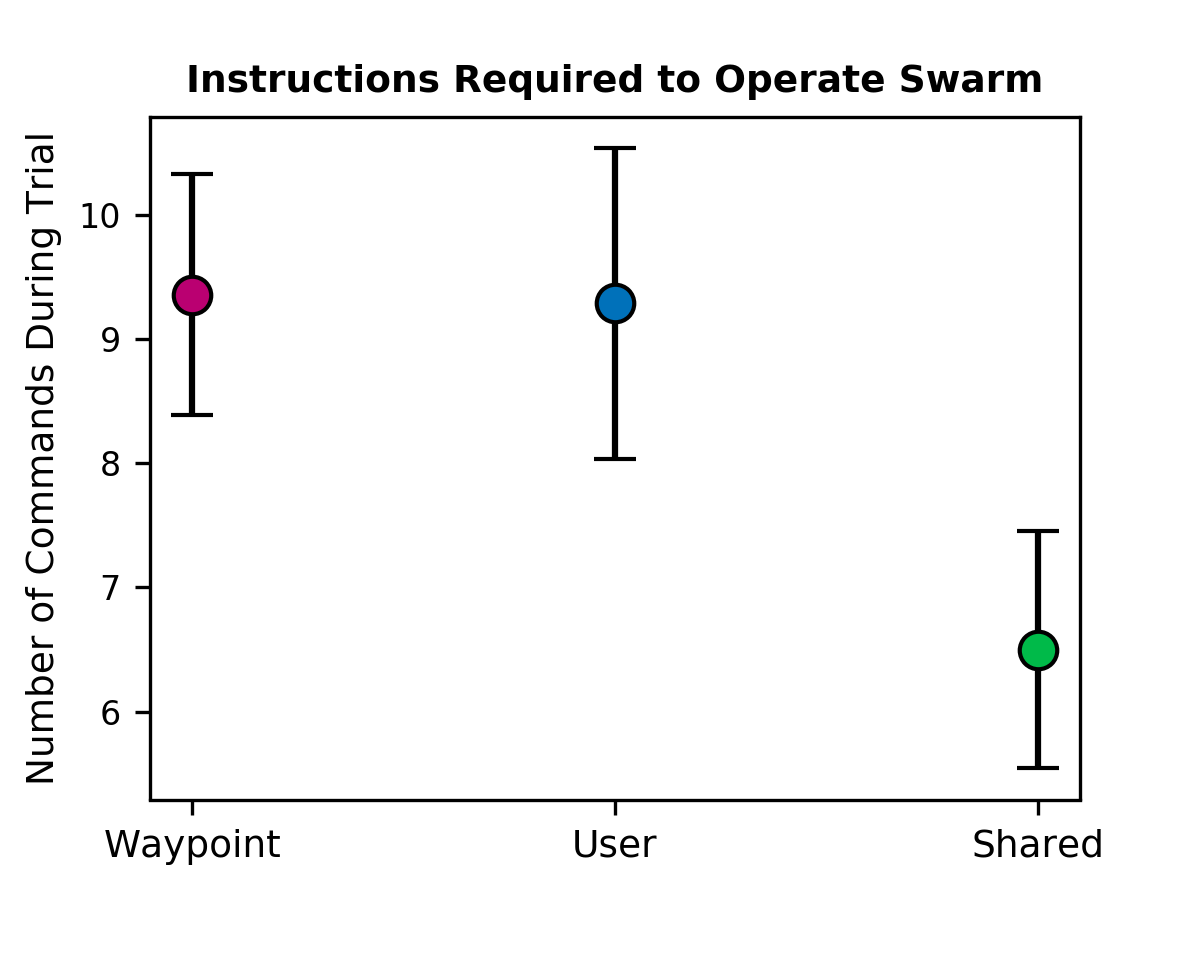 Instructions Required to Operate Swarm
Number of Commands During Trial
10
9
8
7
6
Waypoint User Shared